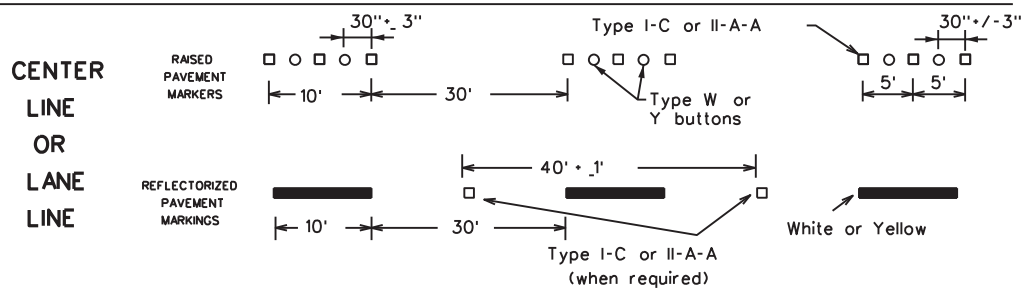 CENTER
LINE
OR
LANE
LINE
RAISED
PAVEMENT
MARKERS
30"+_ 3"
10'
30'
Type I-C or II-A-A
Type W or
Y buttons
30"+/-3"
5'
5'
REFLECTORIZED
PAVEMENT
MARKINGS
40' + _1'
10'
30'
Type I-C or II-A-A
(when required)
White or Yellow